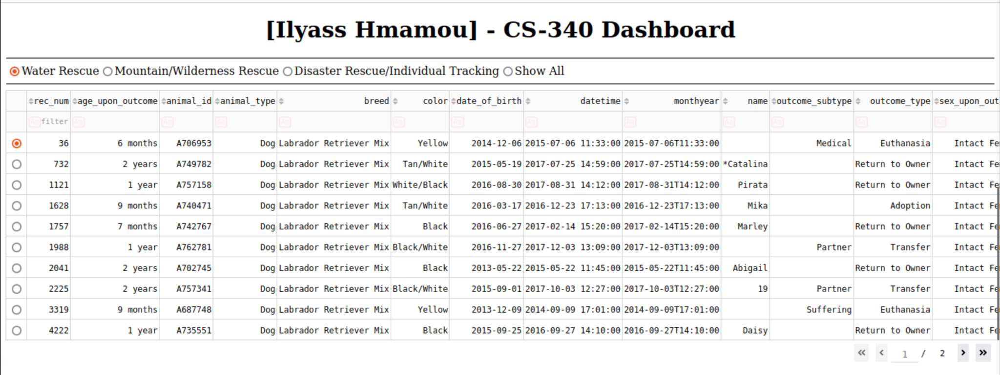 [Ilyass Hmamou] - CS-340 Dashboard
Water Rescue Mountain/Wilderness Rescue Disaster Rescue/Individual Tracking Show All
rec_num age_upon_outcome animal_id animal_type breed color date_of_birth datetime monthyear name outcome_subtype outcome_type sex_upon_out
Aa filter Aa Aa Aa Aa Aa Aa Aa Aa Aa Aa Aa Aa
36 6 months A706953 Dog Labrador Retriever Mix Yellow 2014-12-06 2015-07-06 11:33:00 2015-07-06T11:33:00 Medical Euthanasia Intact Fe
732 2 years A749782 Dog Labrador Retriever Mix Tan/White 2015-05-19 2017-07-25 14:59:00 2017-07-25T14:59:00 *Catalina Return to Owner Intact Fe
1121 1 year A757158 Dog Labrador Retriever Mix White/Black 2016-08-30 2017-08-31 14:12:00 2017-08-31T14:12:00 Pirata Return to Owner Intact Fe
1628 9 months A740471 Dog Labrador Retriever Mix Tan/White 2016-03-17 2016-12-23 17:13:00 2016-12-23T17:13:00 Mika Adoption Intact Fe
1757 7 months A742767 Dog Labrador Retriever Mix Black 2016-06-27 2017-02-14 15:20:00 2017-02-14T15:20:00 Marley Return to Owner Intact Fe
1988 1 year A762781 Dog Labrador Retriever Mix Black/White 2016-11-27 2017-12-03 13:09:00 2017-12-03T13:09:00 Partner Transfer Intact Fe
2041 2 years A702745 Dog Labrador Retriever Mix Black 2013-05-22 2015-05-22 11:45:00 2015-05-22T11:45:00 Abigail Return to Owner Intact Fe
2225 2 years A757341 Dog Labrador Retriever Mix Black/White 2015-09-01 2017-10-03 12:27:00 2017-10-03T12:27:00 19 Partner Transfer Intact Fe
3319 9 months A687748 Dog Labrador Retriever Mix Yellow 2013-12-09 2014-09-09 17:01:00 2014-09-09T17:01:00 Suffering Euthanasia Intact Fe
4222 1 year A735551 Dog Labrador Retriever Mix Black 2015-09-25 2016-09-27 14:10:00 2016-09-27T14:10:00 Daisy Return to Owner Intact Fe
1 / 2